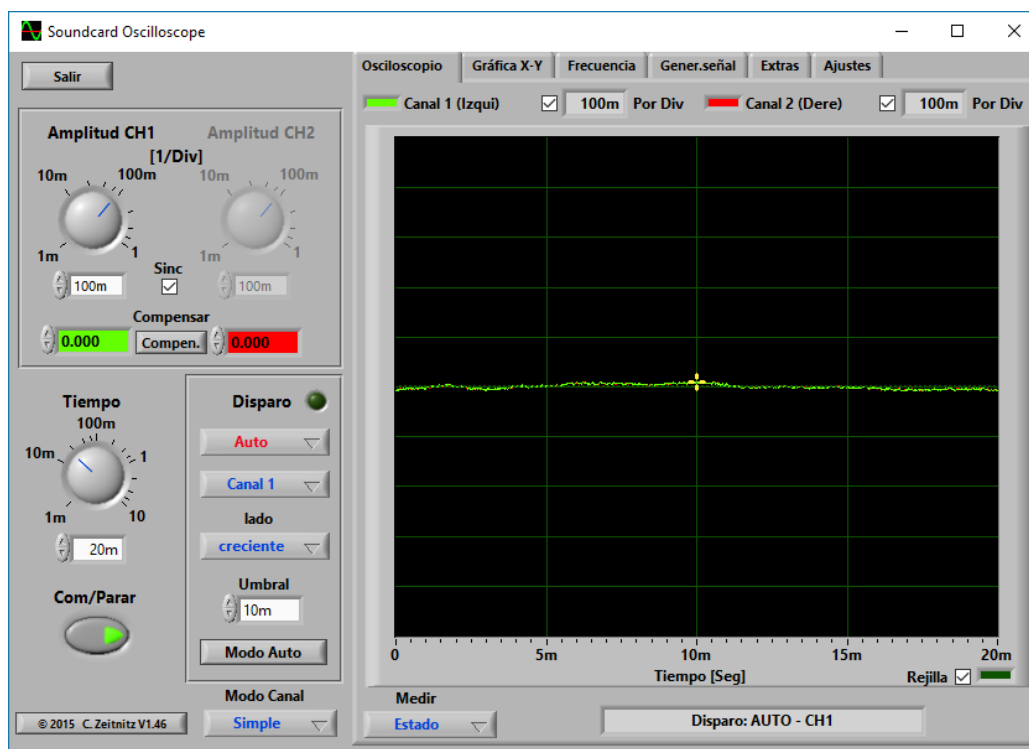 Soundcard Oscilloscope
Salir
Amplitud CH1 Amplitud CH2
[1/Div]
10m 100m 10m 100m
1m 1 1m 1
Sinc
100m 100m
Compensar
0.000 Compen. 0.000
Tiempo
100m
10m 1
1m 10
20m
Com/Parar
© 2015 C. Zeitnitz V1.46
Disparo
Auto
Canal 1
lado
creciente
Umbral
10m
Modo Auto
Modo Canal
Simple
Osciloscopio Gráfica X-Y Frecuencia Gener.señal Extras Ajustes
Canal 1 (Izqui) 100m Por Div Canal 2 (Dere) 100m Por Div
0 5m 10m 15m 20m
Tiempo [Seg]
Rejilla
Medir
Estado
Disparo: AUTO - CH1